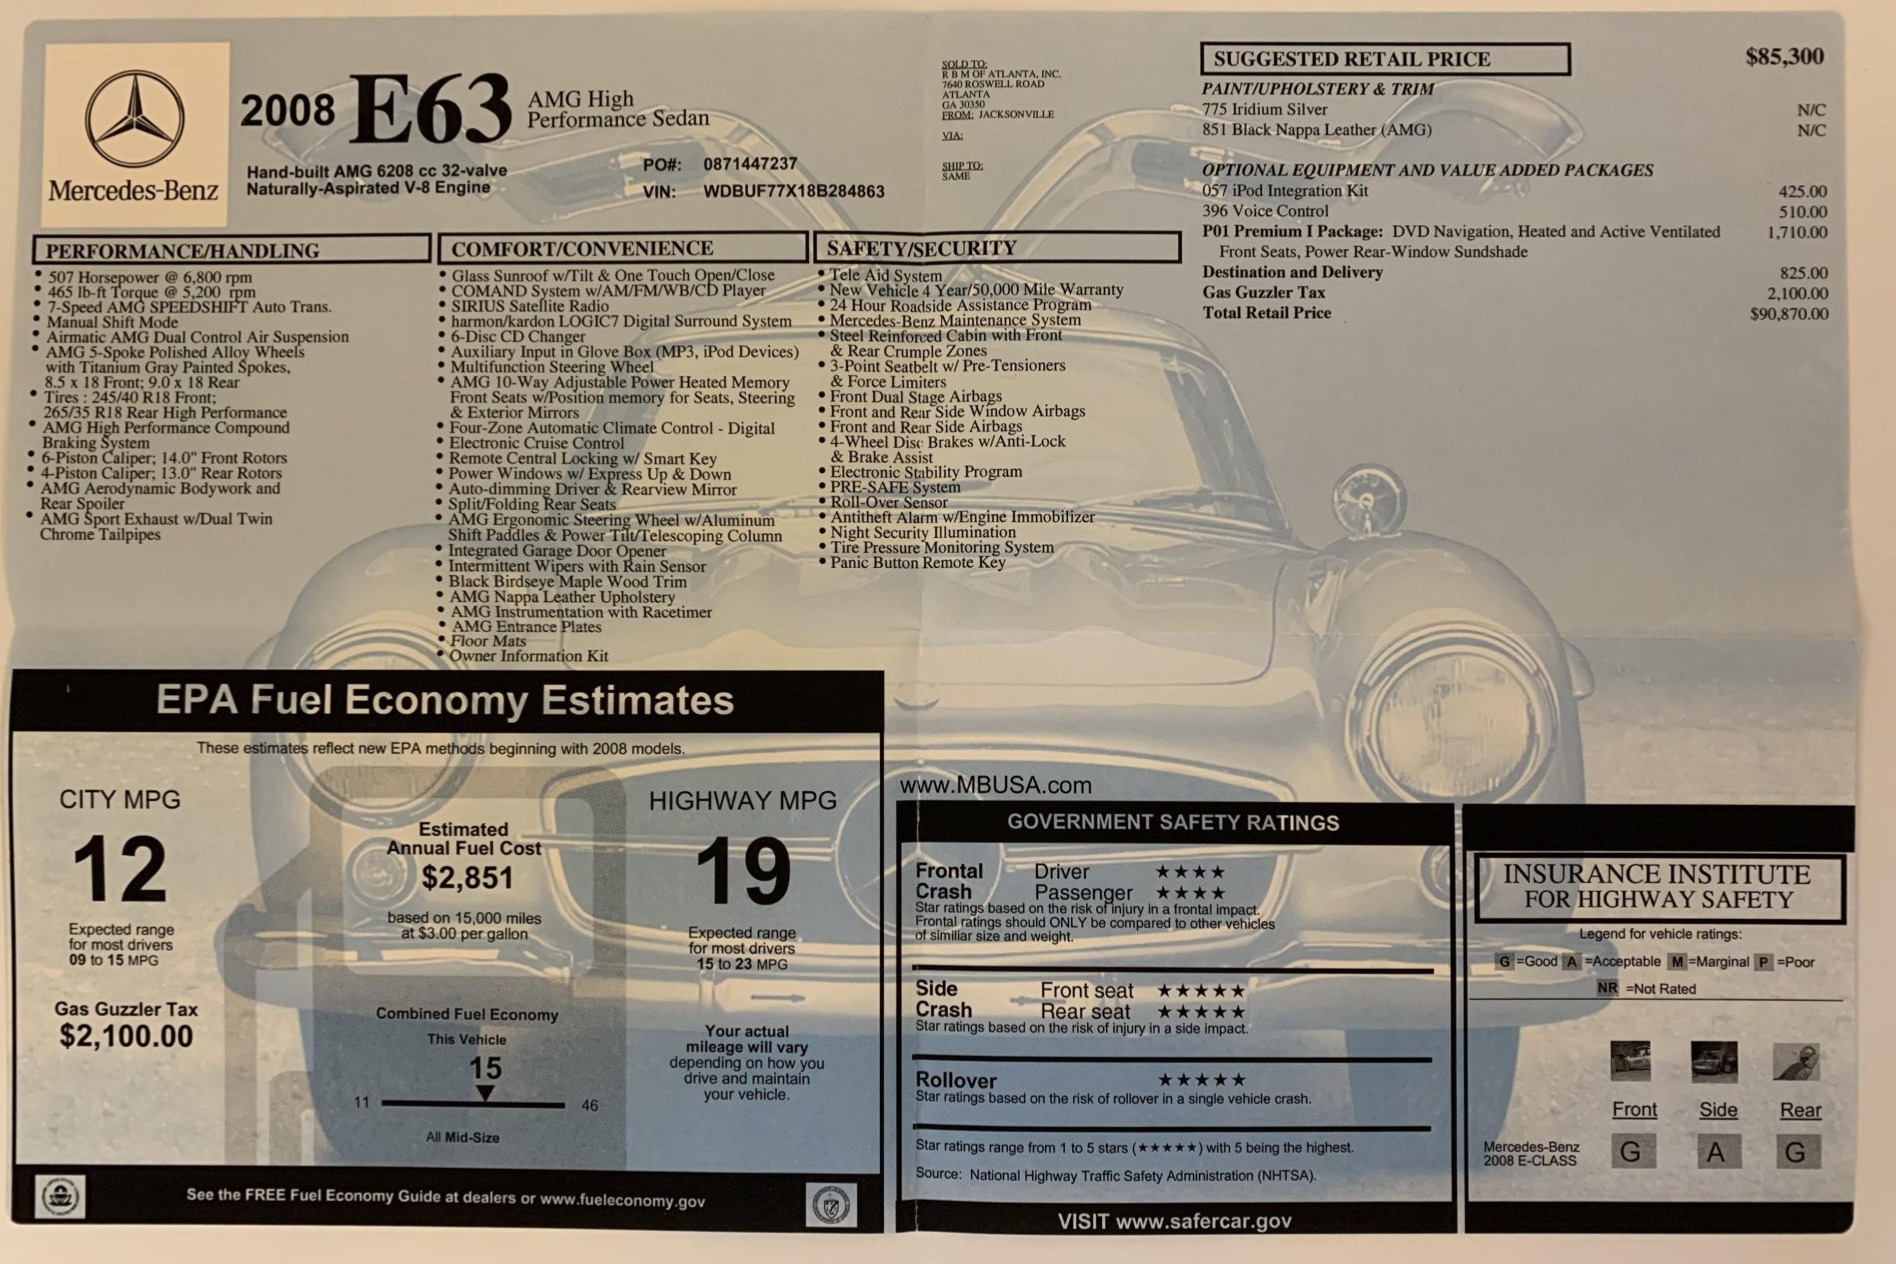 Mercedes-Benz
2008 E63 AMG High
Performance Sedan
Hand-built AMG 6208 cc 32-valve
Naturally-Aspirated V-8 Engine
PO#: 0871447237
VIN: WDBUF77X18B284863
SOLD TO:
R B M OF ATLANTA, INC.
7640 ROSWELL ROAD
ATLANTA
GA 30350
FROM: JACKSONVILLE
VIA:
SHIP TO:
SAME
SUGGESTED RETAIL PRICE $85,300
PAINT/UPHOLSTERY & TRIM
775 Iridium Silver N/C
851 Black Nappa Leather (AMG) N/C
OPTIONAL EQUIPMENT AND VALUE ADDED PACKAGES
057 iPod Integration Kit 425.00
396 Voice Control 510.00
P01 Premium I Package: DVD Navigation, Heated and Active Ventilated 1,710.00
Front Seats, Power Rear-Window Sundshade
Destination and Delivery 825.00
Gas Guzzler Tax 2,100.00
Total Retail Price $90,870.00
PERFORMANCE/HANDLING
• 507 Horsepower @ 6,800 rpm
• 465 lb-ft Torque @ 5,200 rpm
• 7-Speed AMG SPEEDSHIFT Auto Trans.
• Manual Shift Mode
• Airmatic AMG Dual Control Air Suspension
• AMG 5-Spoke Polished Alloy Wheels
with Titanium Gray Painted Spokes,
8.5 x 18 Front; 9.0 x 18 Rear
• Tires : 245/40 R18 Front;
265/35 R18 Rear High Performance
• AMG High Performance Compound
Braking System
• 6-Piston Caliper; 14.0" Front Rotors
• 4-Piston Caliper; 13.0" Rear Rotors
• AMG Aerodynamic Bodywork and
Rear Spoiler
• AMG Sport Exhaust w/Dual Twin
Chrome Tailpipes
COMFORT/CONVENIENCE
• Glass Sunroof w/Tilt & One Touch Open/Close
• COMAND System w/AM/FM/WB/CD Player
• SIRIUS Satellite Radio
• harmon/kardon LOGIC7 Digital Surround System
• 6-Disc CD Changer
• Auxiliary Input in Glove Box (MP3, iPod Devices)
• Multifunction Steering Wheel
• AMG 10-Way Adjustable Power Heated Memory
Front Seats w/Position memory for Seats, Steering
& Exterior Mirrors
• Four-Zone Automatic Climate Control - Digital
• Electronic Cruise Control
• Remote Central Locking w/ Smart Key
• Power Windows w/ Express Up & Down
• Auto-dimming Driver & Rearview Mirror
• Split/Folding Rear Seats
• AMG Ergonomic Steering Wheel w/Aluminum
Shift Paddles & Power Tilt/Telescoping Column
• Integrated Garage Door Opener
• Intermittent Wipers with Rain Sensor
• Black Birdseye Maple Wood Trim
• AMG Nappa Leather Upholstery
• AMG Instrumentation with Racetimer
• AMG Entrance Plates
• Floor Mats
• Owner Information Kit
SAFETY/SECURITY
• Tele Aid System
• New Vehicle 4 Year/50,000 Mile Warranty
• 24 Hour Roadside Assistance Program
• Mercedes-Benz Maintenance System
• Steel Reinforced Cabin with Front
& Rear Crumple Zones
• 3-Point Seatbelt w/ Pre-Tensioners
& Force Limiters
• Front Dual Stage Airbags
• Front and Rear Side Window Airbags
• Front and Rear Side Airbags
• 4-Wheel Disc Brakes w/Anti-Lock
& Brake Assist
• Electronic Stability Program
• PRE-SAFE System
• Roll-Over Sensor
• Antitheft Alarm w/Engine Immobilizer
• Night Security Illumination
• Tire Pressure Monitoring System
• Panic Button Remote Key
EPA Fuel Economy Estimates
These estimates reflect new EPA methods beginning with 2008 models.
CITY MPG
12
Expected range
for most drivers
09 to 15 MPG
Gas Guzzler Tax
$2,100.00
Estimated
Annual Fuel Cost
$2,851
based on 15,000 miles
at $3.00 per gallon
Combined Fuel Economy
This Vehicle
15
11 46
All Mid-Size
HIGHWAY MPG
19
Expected range
for most drivers
15 to 23 MPG
Your actual
mileage will vary
depending on how you
drive and maintain
your vehicle.
See the FREE Fuel Economy Guide at dealers or www.fueleconomy.gov
www.MBUSA.com
GOVERNMENT SAFETY RATINGS
Frontal Driver ★★★★
Crash Passenger ★★★★
Star ratings based on the risk of injury in a frontal impact.
Frontal ratings should ONLY be compared to other vehicles
of similiar size and weight.
Side Front seat ★★★★★
Crash Rear seat ★★★★★
Star ratings based on the risk of injury in a side impact.
Rollover ★★★★★
Star ratings based on the risk of rollover in a single vehicle crash.
Star ratings range from 1 to 5 stars (★★★★★) with 5 being the highest.
Source: National Highway Traffic Safety Administration (NHTSA).
VISIT www.safercar.gov
INSURANCE INSTITUTE
FOR HIGHWAY SAFETY
Legend for vehicle ratings:
G =Good A =Acceptable M =Marginal P =Poor
NR =Not Rated
Front Side Rear
Mercedes-Benz
2008 E-CLASS
G A G